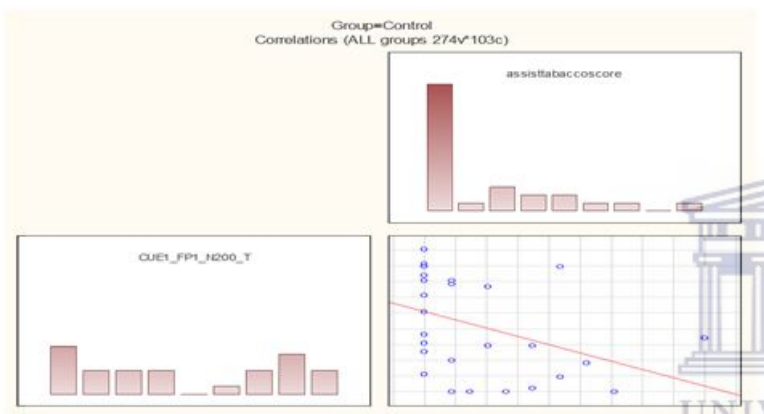 Group=Control
Correlations (ALL groups 274v*103c)
assisttabaccoscore
CUE1_FP1_N200_T
UNIV